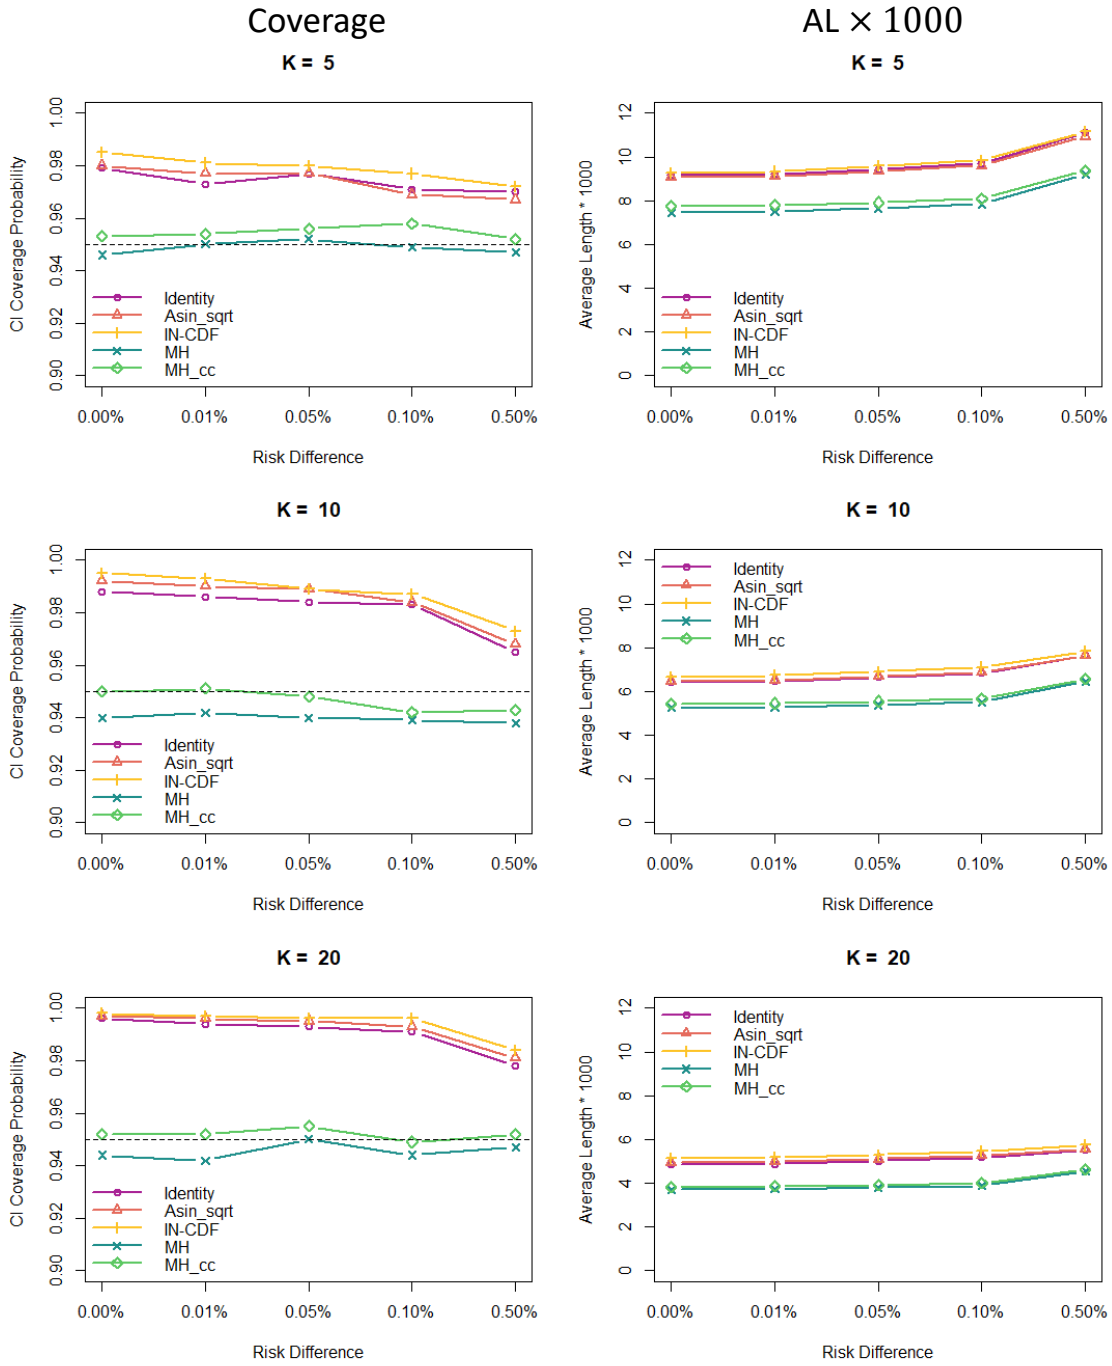 Coverage
AL × 1000
K = 5
CI Coverage Probability
1.00
0.98
0.96
0.94
0.92
0.90
Identity
Asin_sqrt
IN-CDF
MH
MH_cc
0.00% 0.01% 0.05% 0.10% 0.50%
Risk Difference
K = 5
Average Length * 1000
12
10
8
6
4
2
0
Identity
Asin_sqrt
IN-CDF
MH
MH_cc
0.00% 0.01% 0.05% 0.10% 0.50%
Risk Difference
K = 10
CI Coverage Probability
1.00
0.98
0.96
0.94
0.92
0.90
Identity
Asin_sqrt
IN-CDF
MH
MH_cc
0.00% 0.01% 0.05% 0.10% 0.50%
Risk Difference
K = 10
Average Length * 1000
12
10
8
6
4
2
0
Identity
Asin_sqrt
IN-CDF
MH
MH_cc
0.00% 0.01% 0.05% 0.10% 0.50%
Risk Difference
K = 20
CI Coverage Probability
1.00
0.98
0.96
0.94
0.92
0.90
Identity
Asin_sqrt
IN-CDF
MH
MH_cc
0.00% 0.01% 0.05% 0.10% 0.50%
Risk Difference
K = 20
Average Length * 1000
12
10
8
6
4
2
0
Identity
Asin_sqrt
IN-CDF
MH
MH_cc
0.00% 0.01% 0.05% 0.10% 0.50%
Risk Difference